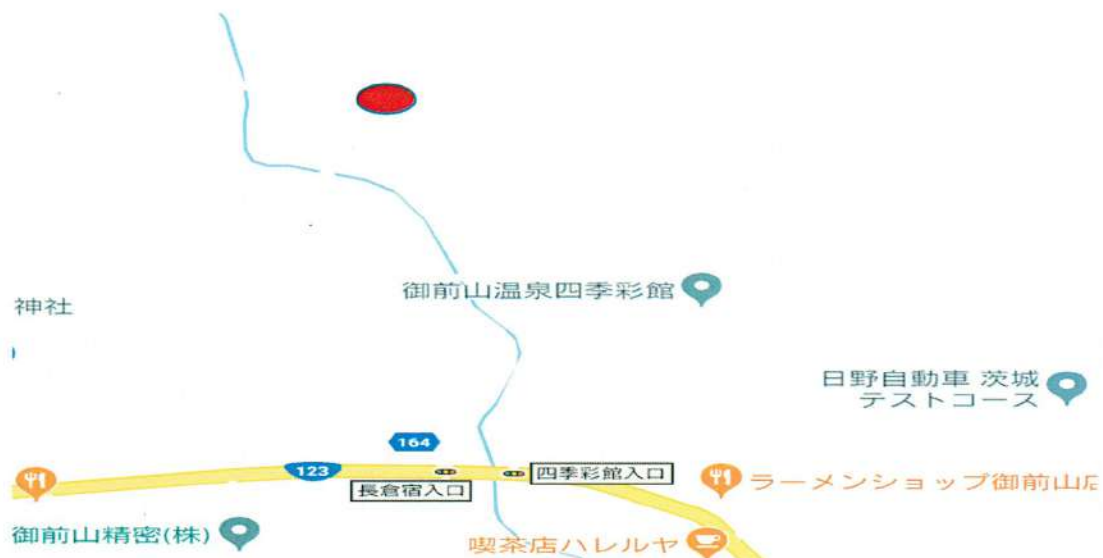 御前山温泉四季彩館
神社
日野自動車 茨城
テストコース
164
123
長倉宿入口
四季彩館入口
ラーメンショップ御前山店
御前山精密(株)
喫茶店ハレルヤ